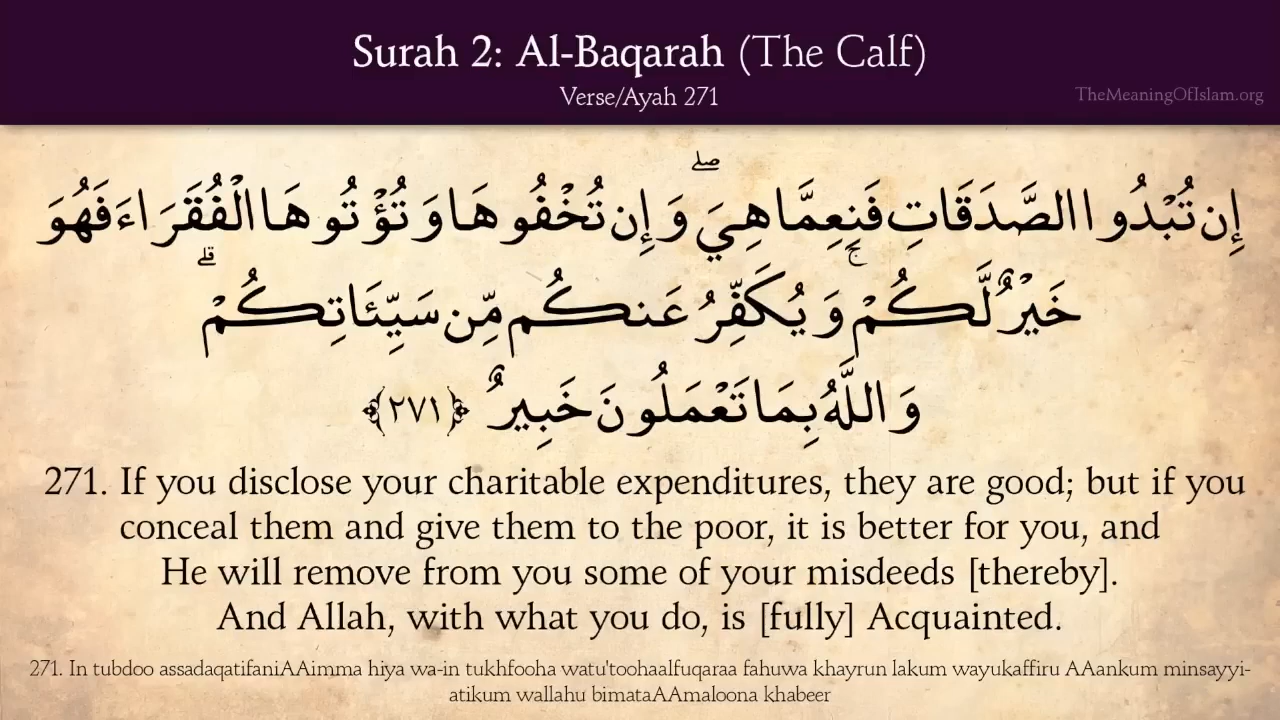 Surah 2: Al-Baqarah (The Calf)
Verse/Ayah 271
TheMeaningOfIslam.org
إِن تُبْدُوا الصَّدَقَاتِ فَنِعِمَّا هِيَ ۖ وَإِن تُخْفُوهَا وَتُؤْتُوهَا الْفُقَرَاءَ فَهُوَ
خَيْرٌ لَّكُمْ ۚ وَيُكَفِّرُ عَنكُم مِّن سَيِّئَاتِكُمْ ۗ
وَاللَّهُ بِمَا تَعْمَلُونَ خَبِيرٌ ﴿٢٧١﴾
271. If you disclose your charitable expenditures, they are good; but if you
conceal them and give them to the poor, it is better for you, and
He will remove from you some of your misdeeds [thereby].
And Allah, with what you do, is [fully] Acquainted.
271. In tubdoo assadaqatifaniAAimma hiya wa-in tukhfooha watu'toohaalfuqaraa fahuwa khayrun lakum wayukaffiru AAankum minsayyi-
atikum wallahu bimataAAmaloona khabeer